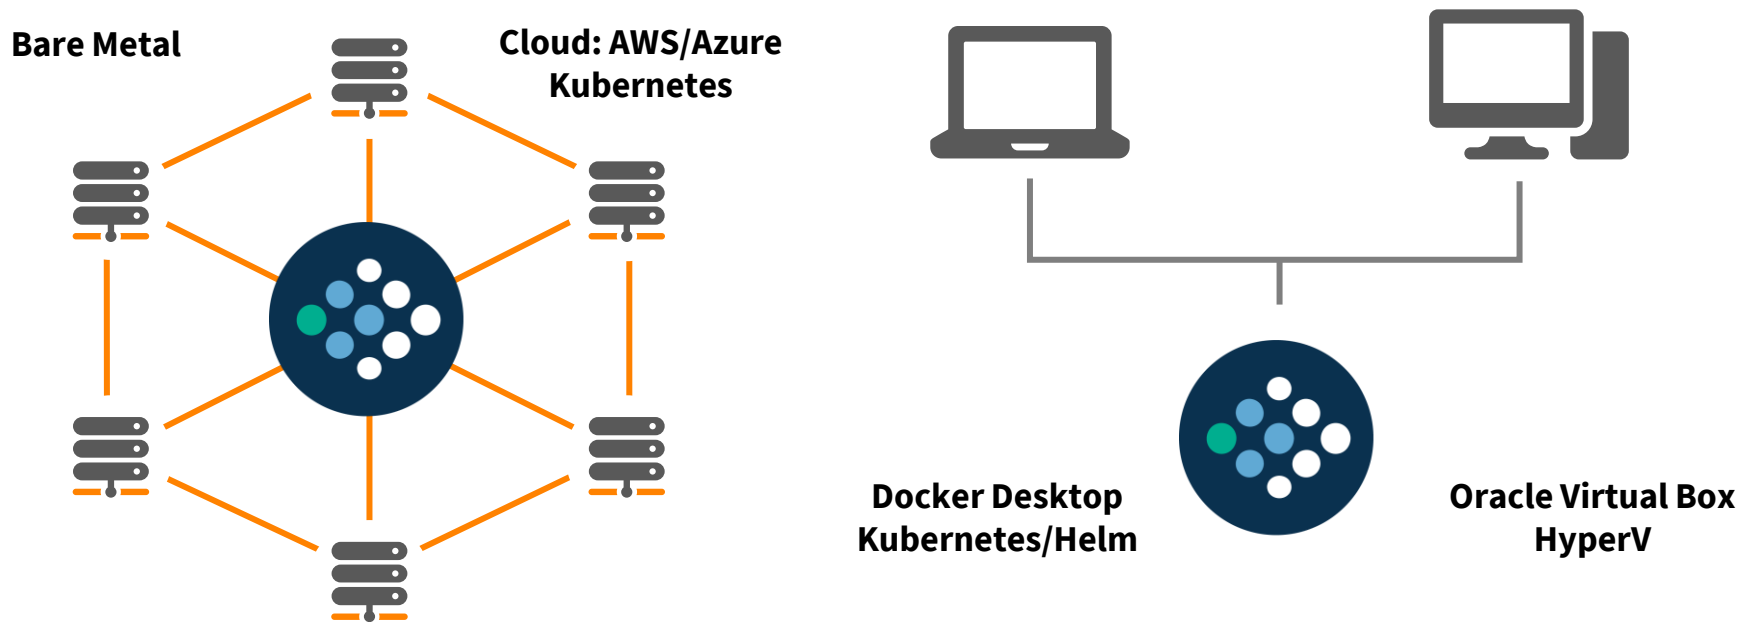 Bare Metal
Cloud: AWS/Azure
Kubernetes
Docker Desktop
Kubernetes/Helm
Oracle Virtual Box
HyperV